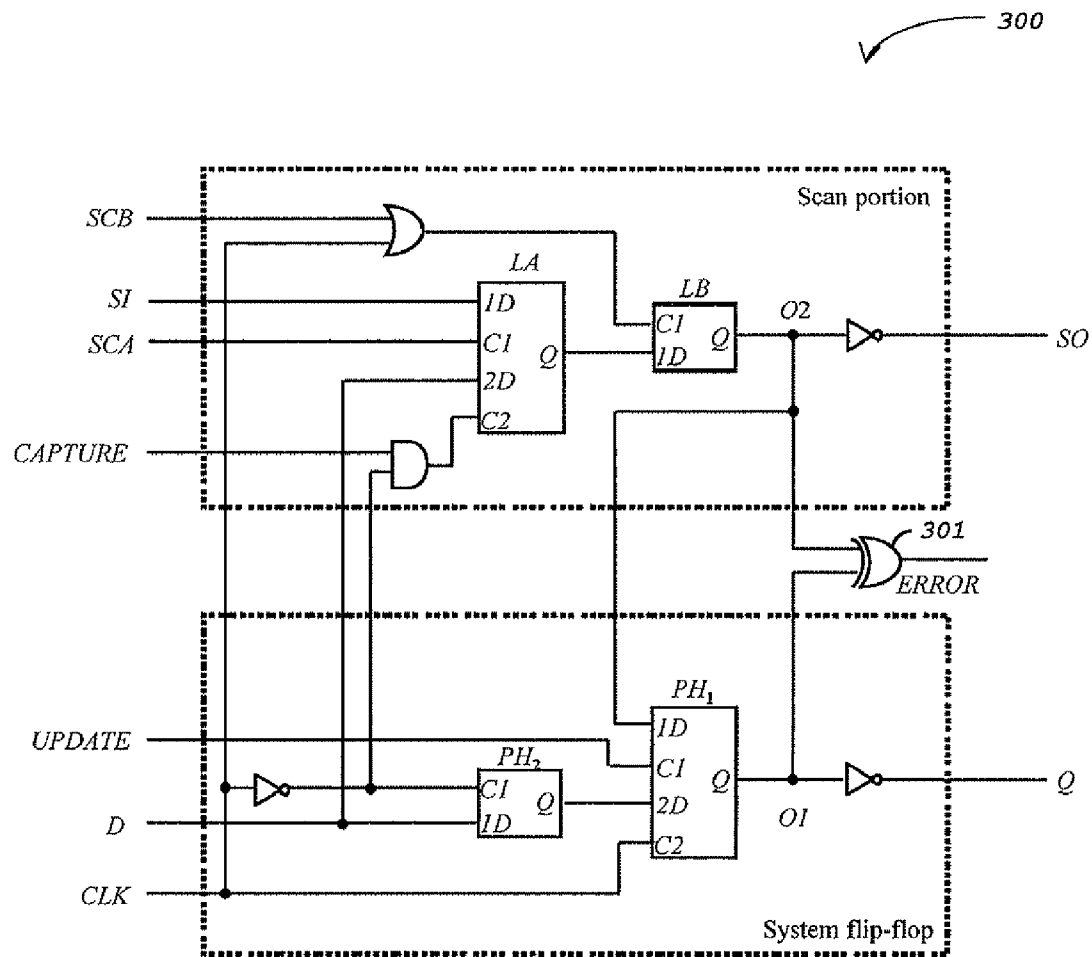 300
Scan portion
SCB
LA
SI
1D
LB
SCA
C1
Q
2D
C2
C1
1D
Q
O2
SO
CAPTURE
301
ERROR
PH1
UPDATE
1D
C1
PH2
Q
2D
C1
Q
1D
C2
O1
Q
D
CLK
System flip-flop